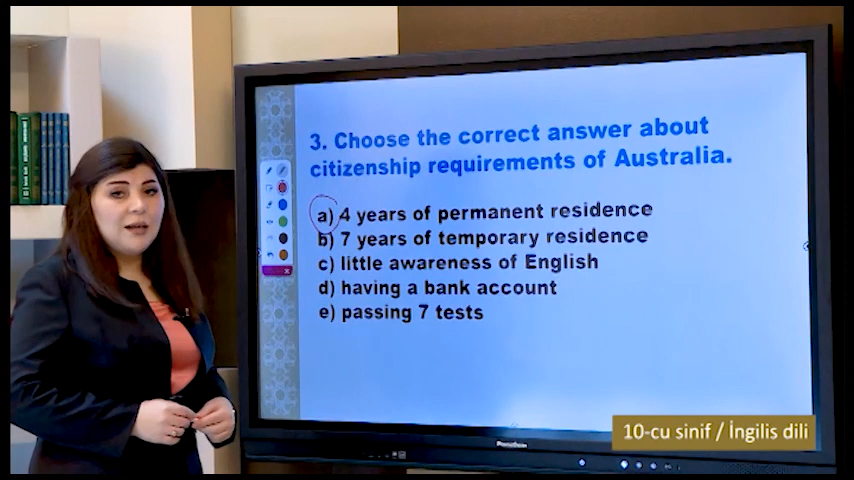 3. Choose the correct answer about
citizenship requirements of Australia.
a) 4 years of permanent residence
b) 7 years of temporary residence
c) little awareness of English
d) having a bank account
e) passing 7 tests
10-cu sinif / İngilis dili
Promethean